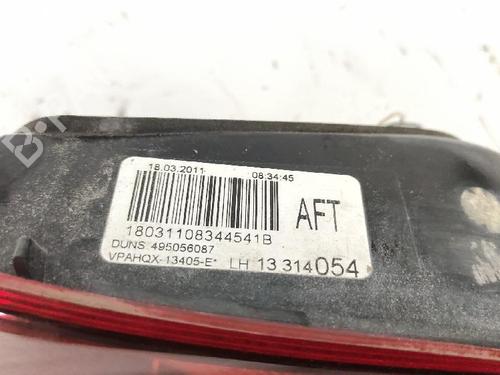 18.03.2011 08:34:45
AFT
18031108344541B
DUNS 495056087
VPAHQX-13405-E* LH 13 314054